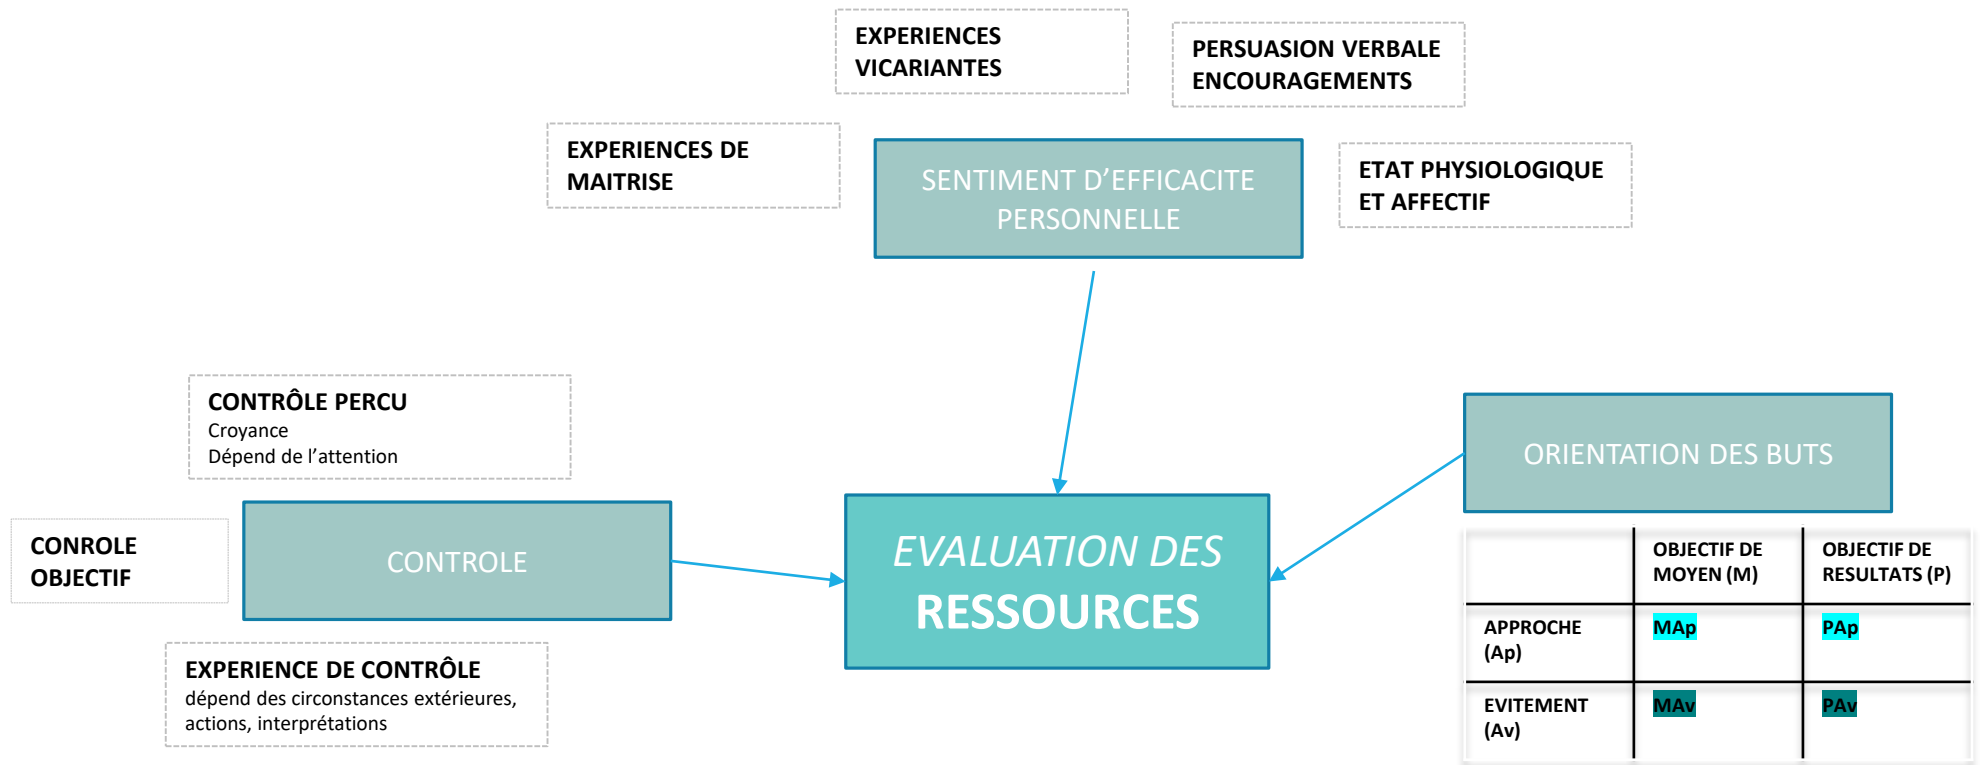 EXPERIENCES
VICARIANTES
PERSUASION VERBALE
ENCOURAGEMENTS
EXPERIENCES DE
MAITRISE
SENTIMENT D'EFFICACITE
PERSONNELLE
ETAT PHYSIOLOGIQUE
ET AFFECTIF
CONTRÔLE PERCU
Croyance
Dépend de l'attention
CONROLE
OBJECTIF
CONTROLE
EXPERIENCE DE CONTRÔLE
dépend des circonstances extérieures,
actions, interprétations
EVALUATION DES
RESSOURCES
ORIENTATION DES BUTS
OBJECTIF DE
MOYEN (M)
OBJECTIF DE
RESULTATS (P)
APPROCHE
(Ap)
MAp
PAp
EVITEMENT
(Av)
MAv
PAv